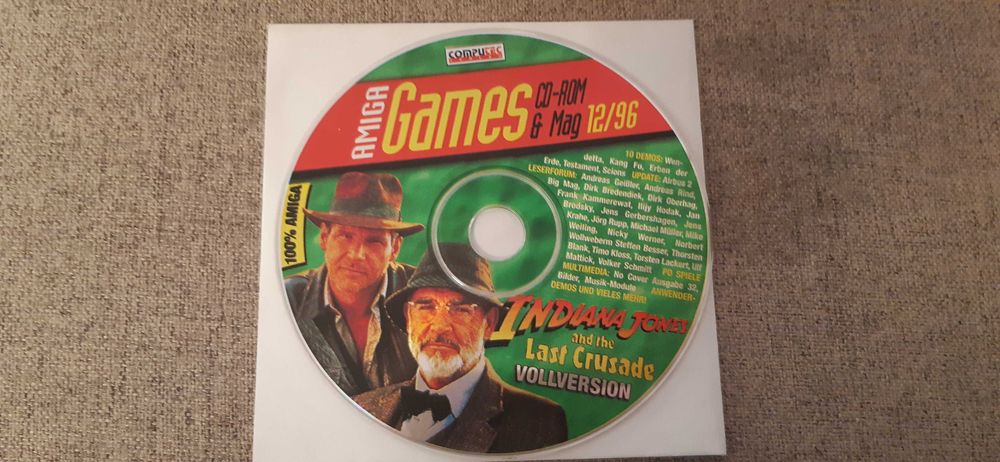 COMPUTEC
AMIGA
Games
CD-ROM
& Mag 12/96
100% AMIGA
10 DEMOS: Wen-
detta, Kang Fu, Erben der
Erde, Testament, Scions UPDATE: Airbus 2
LESERFORUM: Andreas Geißler, Andreas Rind,
Big Mag, Dirk Bredendiek, Dirk Oberhag,
Frank Kammerewat, Illjy Hodak, Jan
Brodsky, Jens Gerbershagen, Jens
Krahe, Jörg Rupp, Michael Müller, Mike
Welling, Nicky Werner, Norbert
Wollweberm Steffen Besser, Thorsten
Blank, Timo Kloss, Torsten Lackert, Ulf
Mattick, Volker Schmitt PD SPIELE
MULTIMEDIA: No Cover Ausgabe 32,
Bilder, Musik-Module ANWENDER-
DEMOS UND VIELES MEHR!
INDIANA JONES
and the
Last Crusade
VOLLVERSION